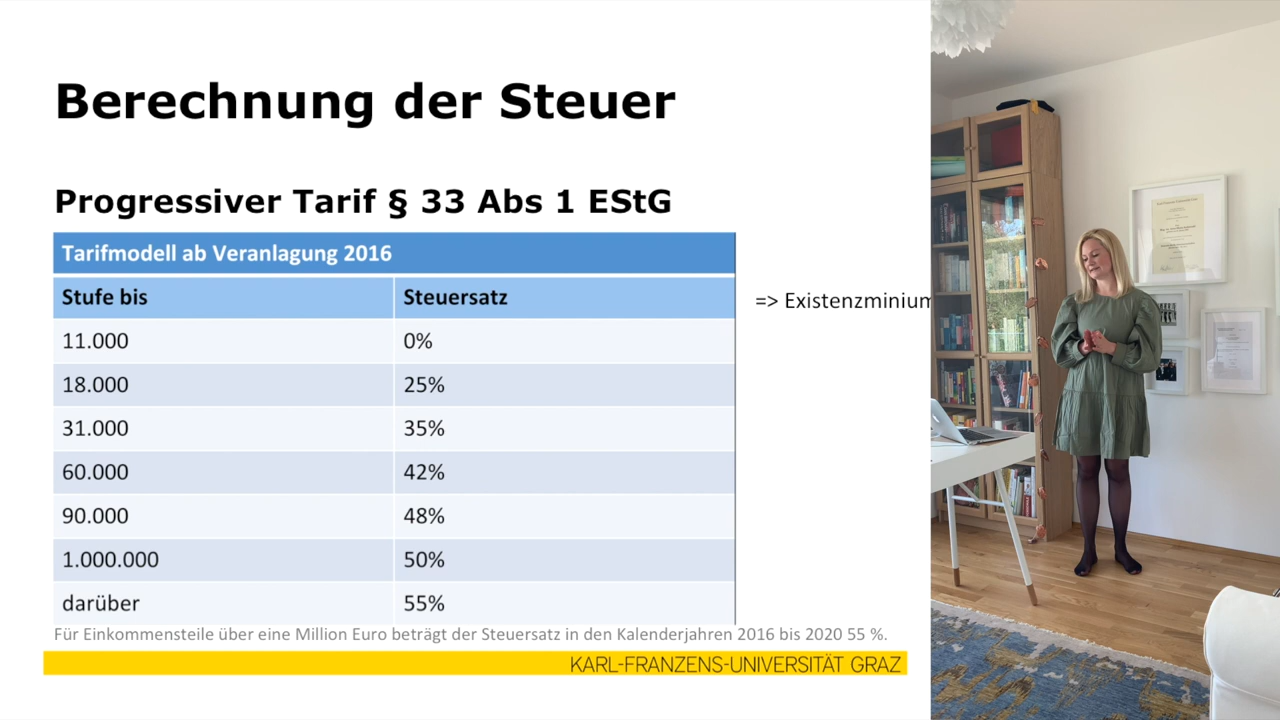 Berechnung der Steuer
Progressiver Tarif § 33 Abs 1 EStG
Tarifmodell ab Veranlagung 2016
Stufe bis Steuersatz
=> Existenzminium
11.000 0%
18.000 25%
31.000 35%
60.000 42%
90.000 48%
1.000.000 50%
darüber 55%
Für Einkommensteile über eine Million Euro beträgt der Steuersatz in den Kalenderjahren 2016 bis 2020 55 %.
KARL-FRANZENS-UNIVERSITÄT GRAZ